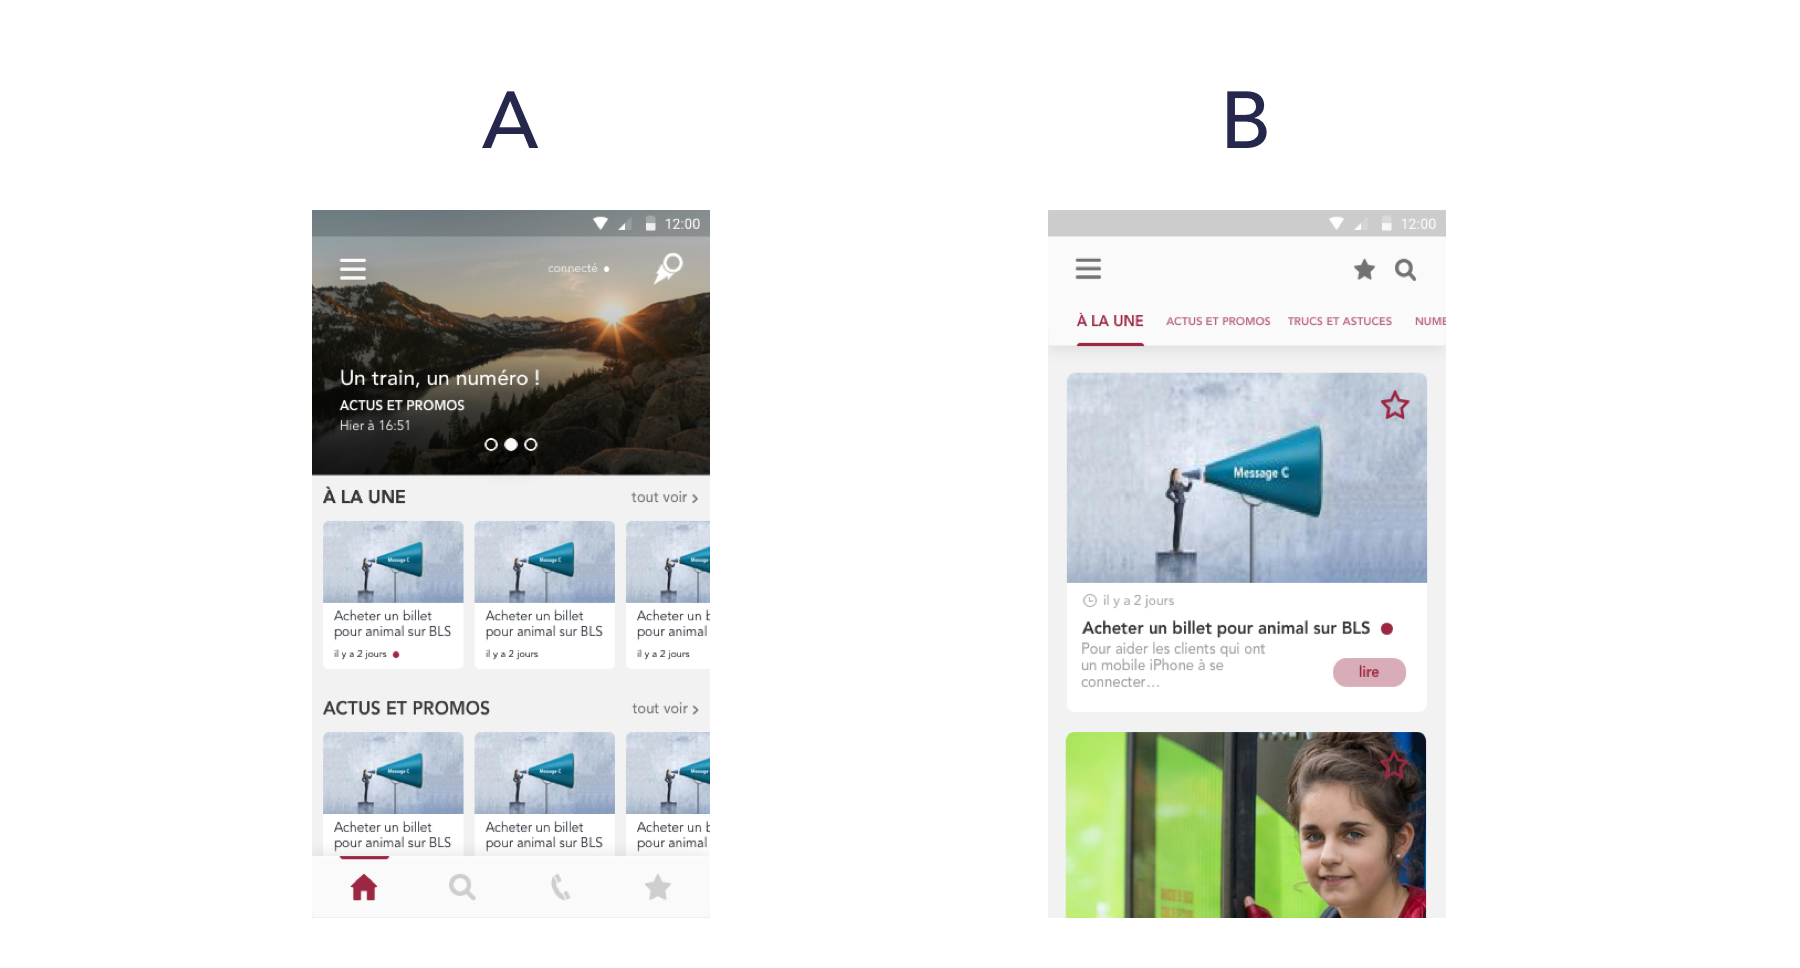 A
B
12:00
connecté
Un train, un numéro !
ACTUS ET PROMOS
Hier à 16:51
À LA UNE
tout voir >
Message C
Message C
Message C
Acheter un billet
pour animal sur BLS
il y a 2 jours
Acheter un billet
pour animal sur BLS
il y a 2 jours
Acheter un b
pour animal
il y a 2 jours
ACTUS ET PROMOS
tout voir >
Message C
Message C
Message C
Acheter un billet
pour animal sur BLS
Acheter un billet
pour animal sur BLS
Acheter un b
pour animal
12:00
À LA UNE
ACTUS ET PROMOS
TRUCS ET ASTUCES
NUME
Message C
il y a 2 jours
Acheter un billet pour animal sur BLS
Pour aider les clients qui ont
un mobile iPhone à se
connecter...
lire